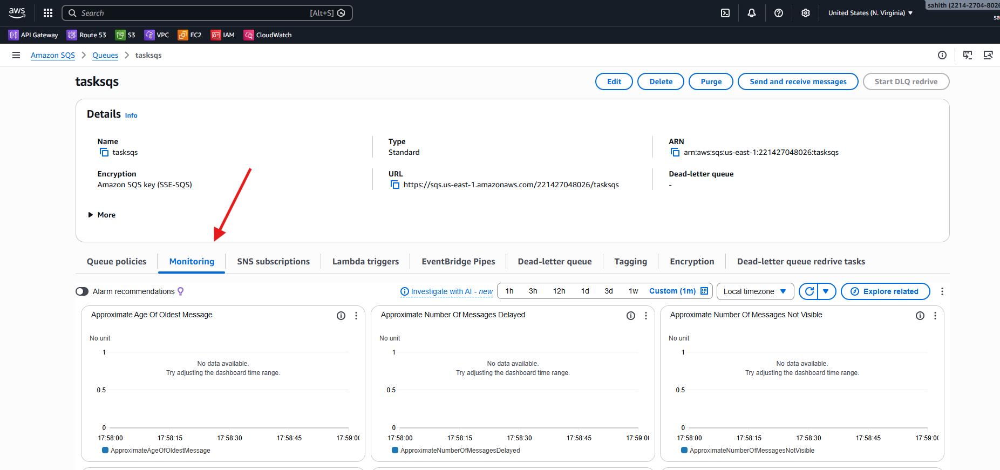 aws
Search [Alt+S]
United States (N. Virginia)
sahith (2214-2704-8026
sa
API Gateway Route 53 S3 VPC EC2 IAM CloudWatch
Amazon SQS Queues tasksqs
tasksqs
Edit Delete Purge Send and receive messages Start DLQ redrive
Details Info
Name Type ARN
tasksqs Standard arn:aws:sqs:us-east-1:221427048026:tasksqs
Encryption URL Dead-letter queue
Amazon SQS key (SSE-SQS) https://sqs.us-east-1.amazonaws.com/221427048026/tasksqs -
More
Queue policies Monitoring SNS subscriptions Lambda triggers EventBridge Pipes Dead-letter queue Tagging Encryption Dead-letter queue redrive tasks
Alarm recommendations Investigate with AI - new 1h 3h 12h 1d 3d 1w Custom (1m) Local timezone Explore related
Approximate Age Of Oldest Message
No unit
1
No data available.
Try adjusting the dashboard time range.
0.5
0
17:58:00 17:58:15 17:58:30 17:58:45 17:59:00
ApproximateAgeOfOldestMessage
Approximate Number Of Messages Delayed
No unit
1
No data available.
Try adjusting the dashboard time range.
0.5
0
17:58:00 17:58:15 17:58:30 17:58:45 17:59:00
ApproximateNumberOfMessagesDelayed
Approximate Number Of Messages Not Visible
No unit
1
No data available.
Try adjusting the dashboard time range.
0.5
0
17:58:00 17:58:15 17:58:30 17:58:45 17:59:00
ApproximateNumberOfMessagesNotVisible